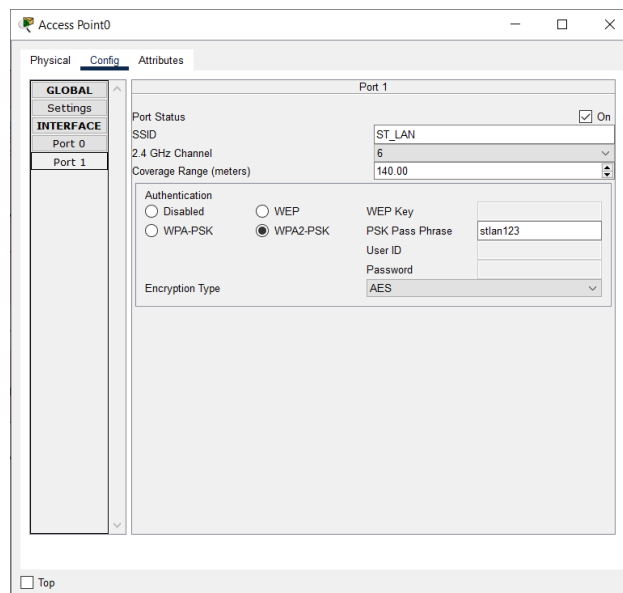 Access Point0
Physical Config Attributes
GLOBAL
Settings
INTERFACE
Port 0
Port 1
Port 1
Port Status On
SSID ST_LAN
2.4 GHz Channel 6
Coverage Range (meters) 140.00
Authentication
Disabled WEP WEP Key
WPA-PSK WPA2-PSK PSK Pass Phrase stlan123
User ID
Password
Encryption Type AES
Top